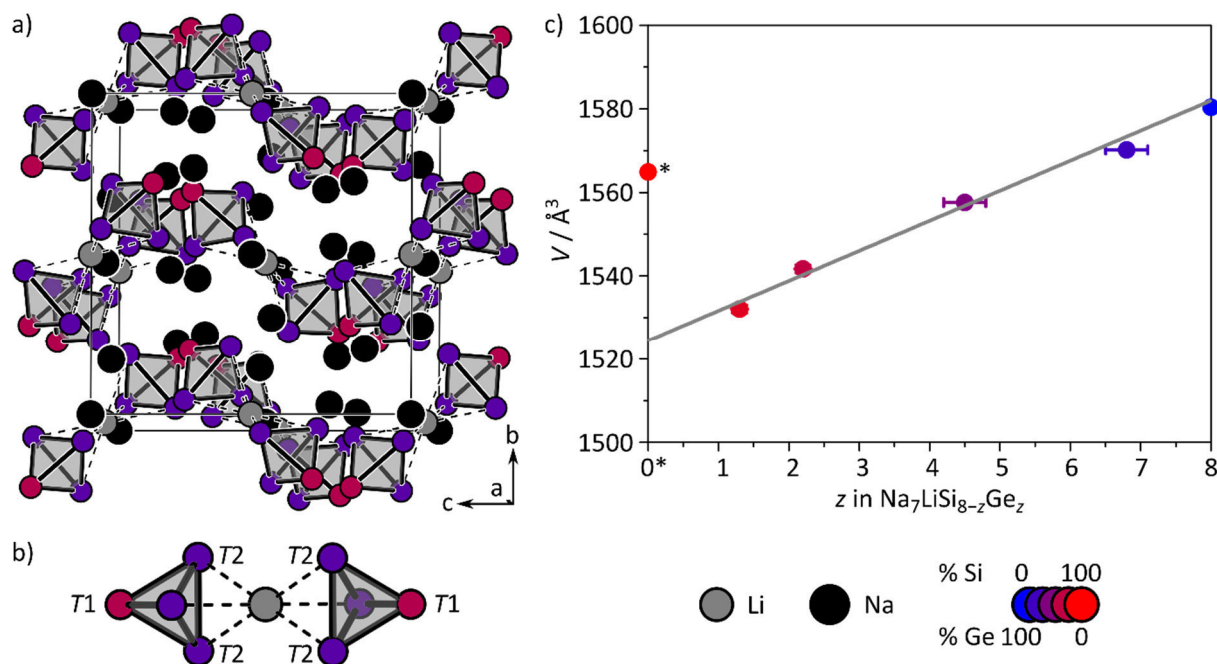 a)
b
c
a
b)
T2
T2
T1
T1
T2
T2
c)
1600
1580
1560
1540
1520
1500
V / Å³
*
0*
1
2
3
4
5
6
7
8
z in Na₇LiSi₈₋zGez
Li
Na
% Si
0
100
% Ge
100
0